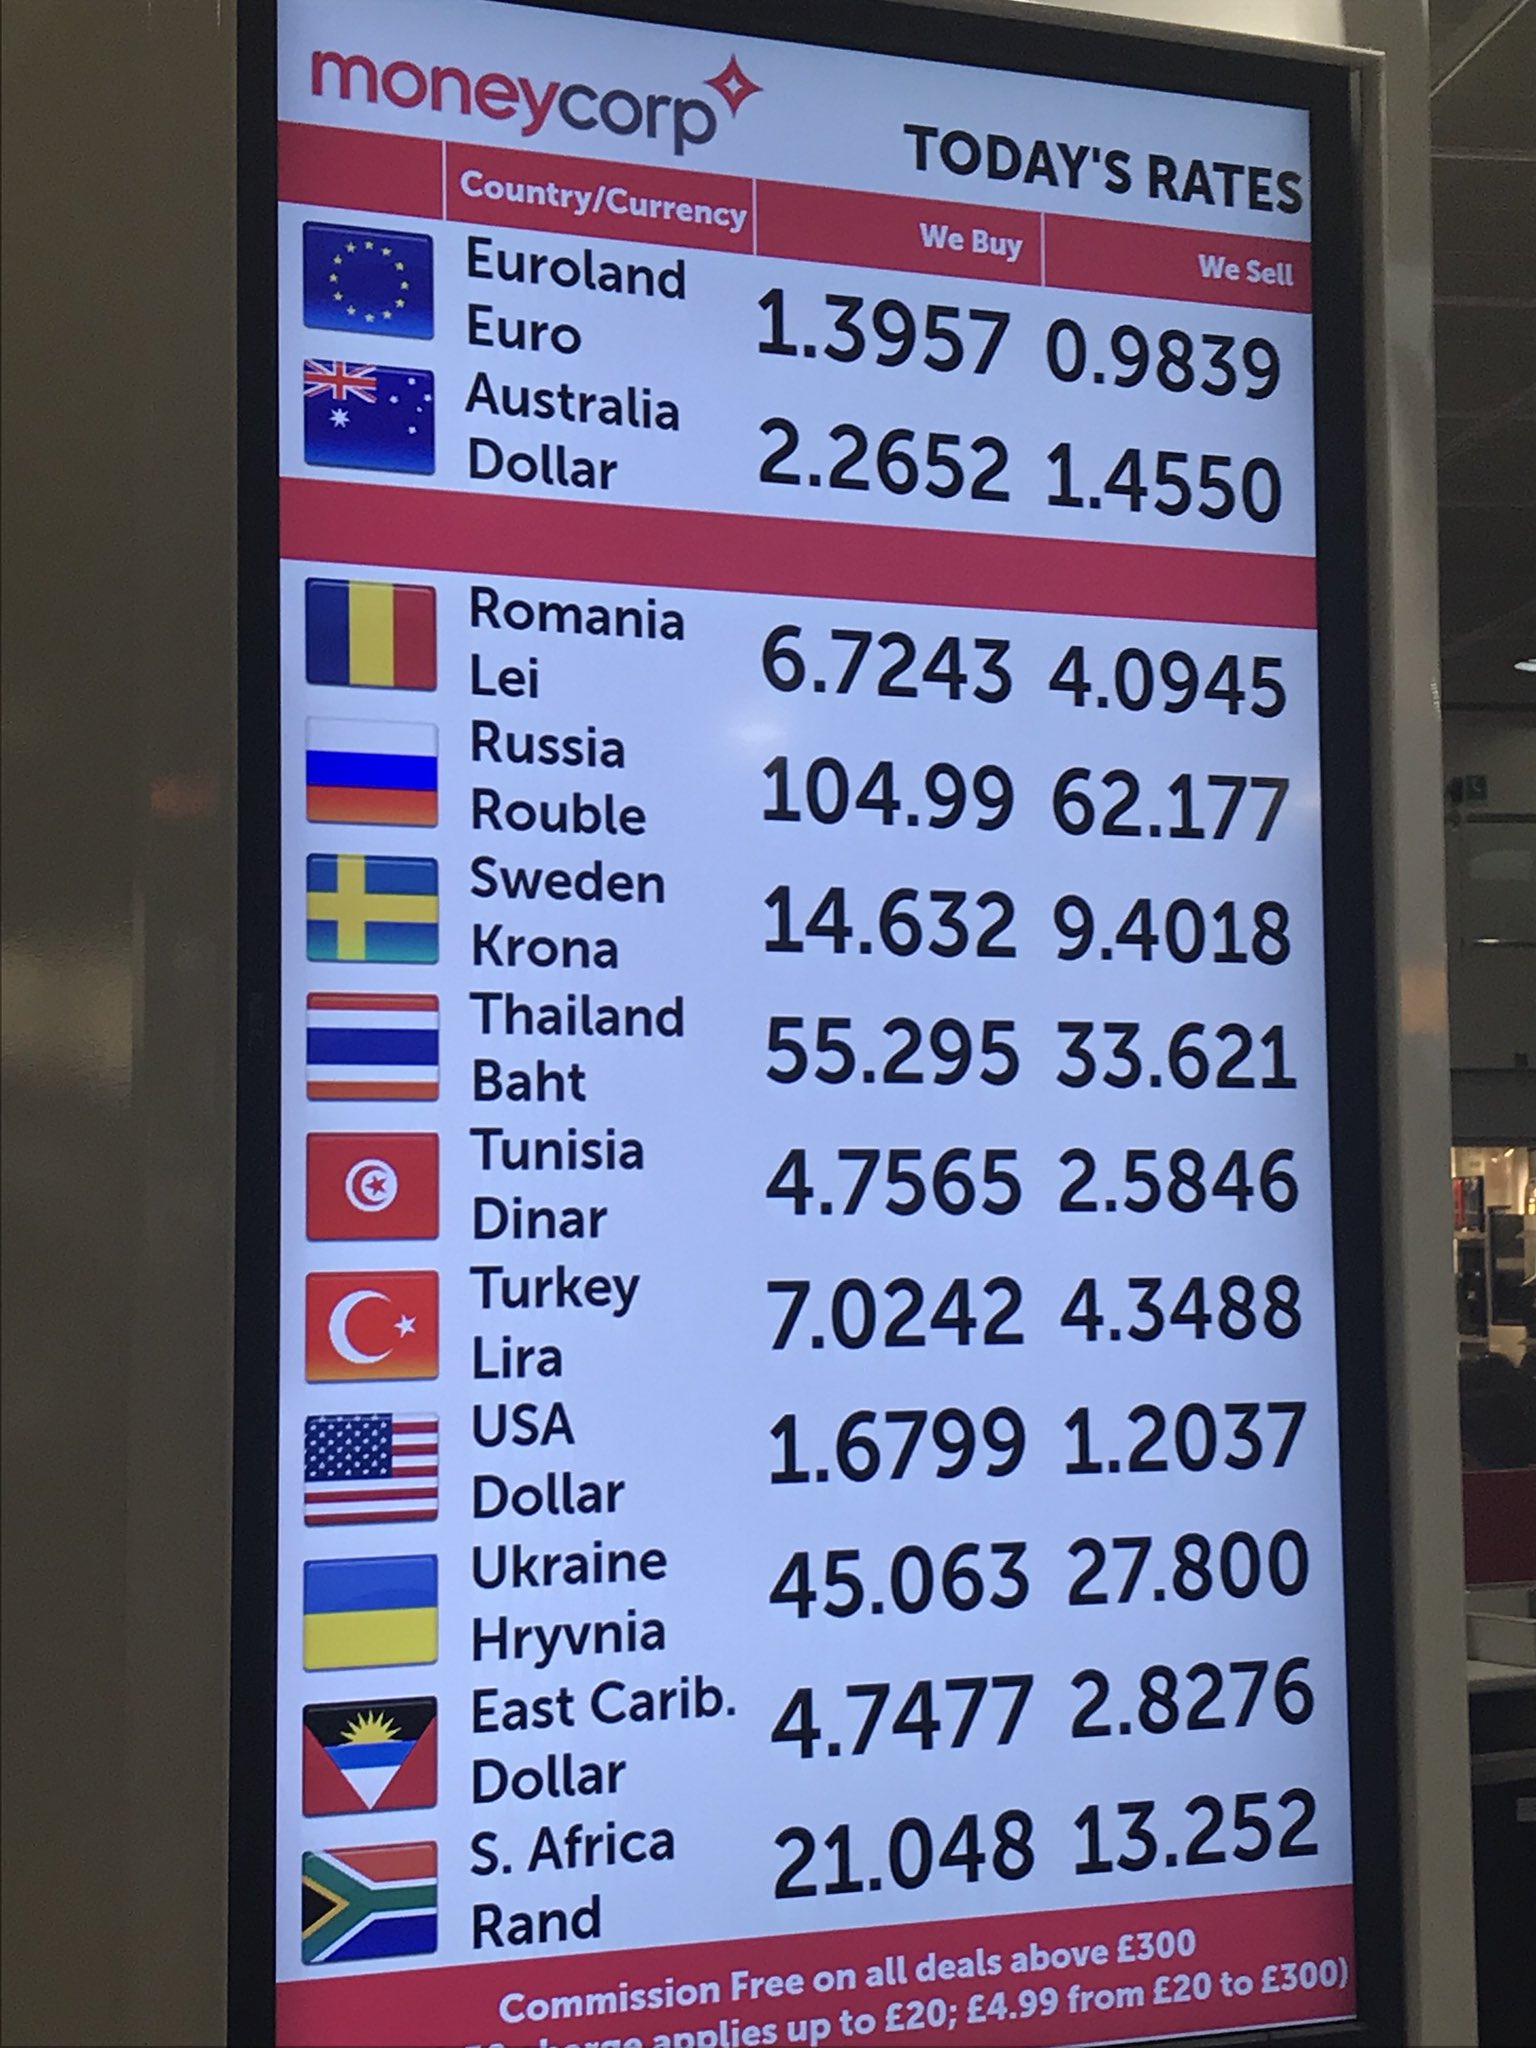 moneycorp
TODAY'S RATES
Country/Currency We Buy We Sell
Euroland
Euro
1.3957 0.9839
Australia
Dollar
2.2652 1.4550
Romania
Lei
6.7243 4.0945
Russia
Rouble
104.99 62.177
Sweden
Krona
14.632 9.4018
Thailand
Baht
55.295 33.621
Tunisia
Dinar
4.7565 2.5846
Turkey
Lira
7.0242 4.3488
USA
Dollar
1.6799 1.2037
Ukraine
Hryvnia
45.063 27.800
East Carib.
Dollar
4.7477 2.8276
S. Africa
Rand
21.048 13.252
Commission Free on all deals above £300
applies up to £20; £4.99 from £20 to £300)